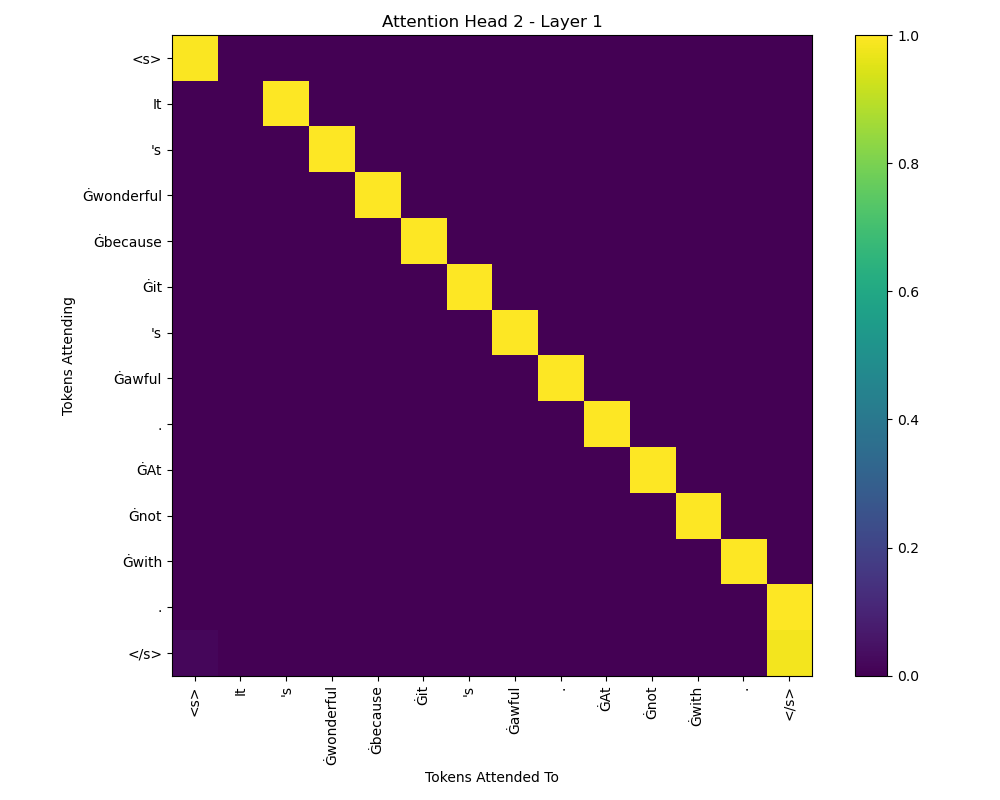 Attention Head 2 - Layer 1
<s>
It
's
Ġwonderful
Ġbecause
Ġit
's
Ġawful
.
ĠAt
Ġnot
Ġwith
.
</s>
Tokens Attending
<s>
It
's
Ġwonderful
Ġbecause
Ġit
's
Ġawful
.
ĠAt
Ġnot
Ġwith
.
</s>
Tokens Attended To
1.0
0.8
0.6
0.4
0.2
0.0